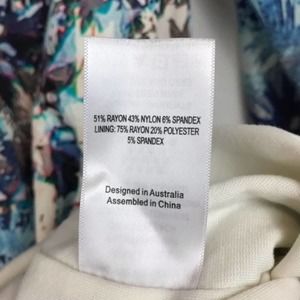 51% RAYON 43% NYLON 6% SPANDEX
LINING: 75% RAYON 20% POLYESTER
5% SPANDEX
Designed in Australia
Assembled in China